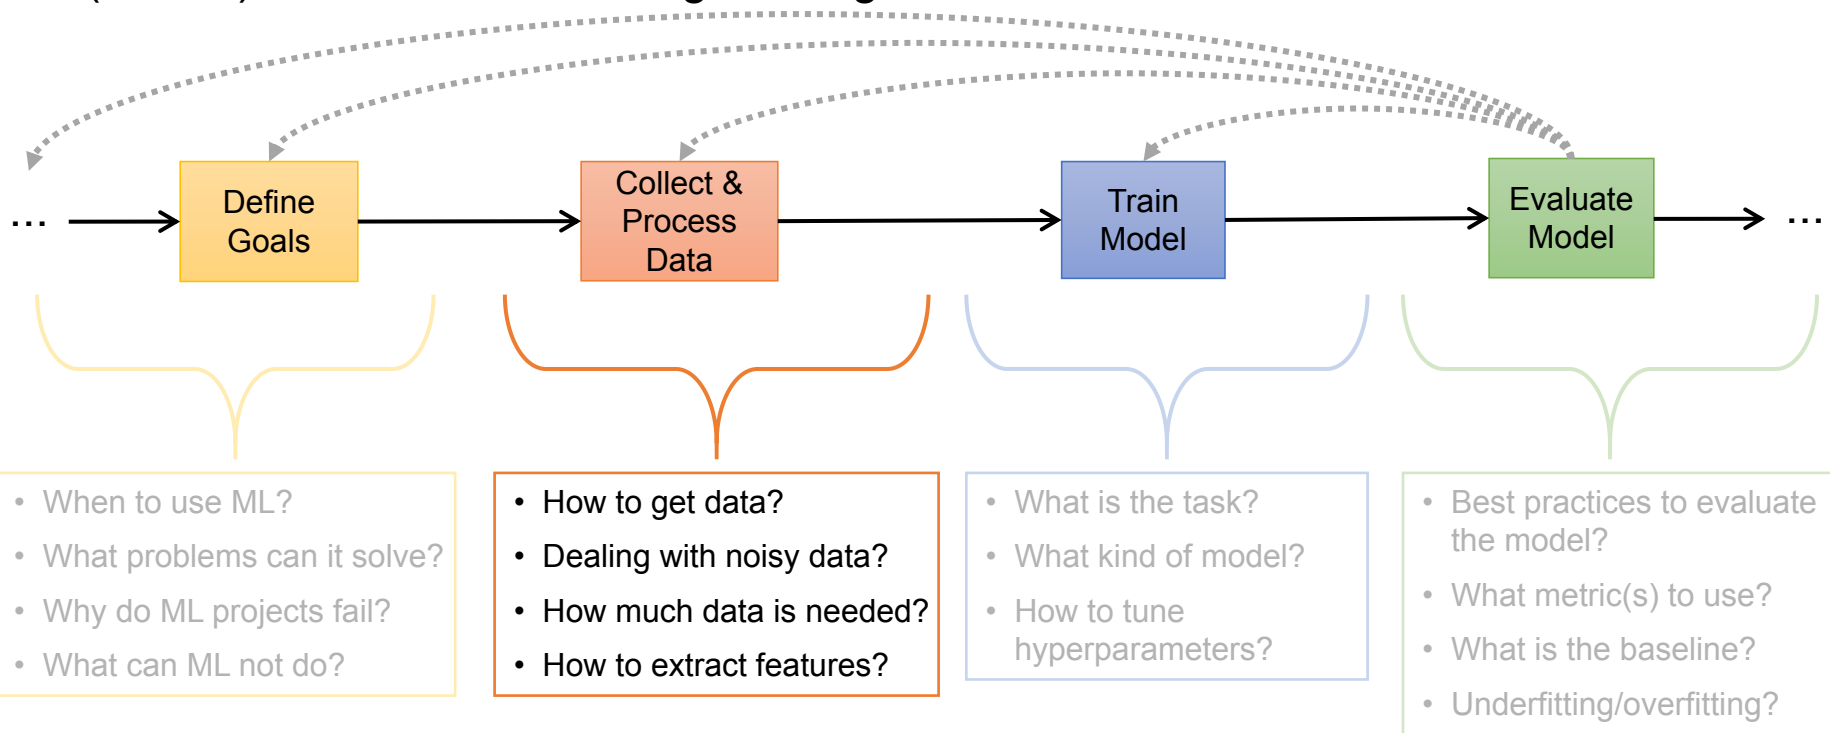 ...
Define
Goals
Collect &
Process
Data
Train
Model
Evaluate
Model
...
• When to use ML?
• What problems can it solve?
• Why do ML projects fail?
• What can ML not do?
• How to get data?
• Dealing with noisy data?
• How much data is needed?
• How to extract features?
• What is the task?
• What kind of model?
• How to tune
hyperparameters?
• Best practices to evaluate
the model?
• What metric(s) to use?
• What is the baseline?
• Underfitting/overfitting?